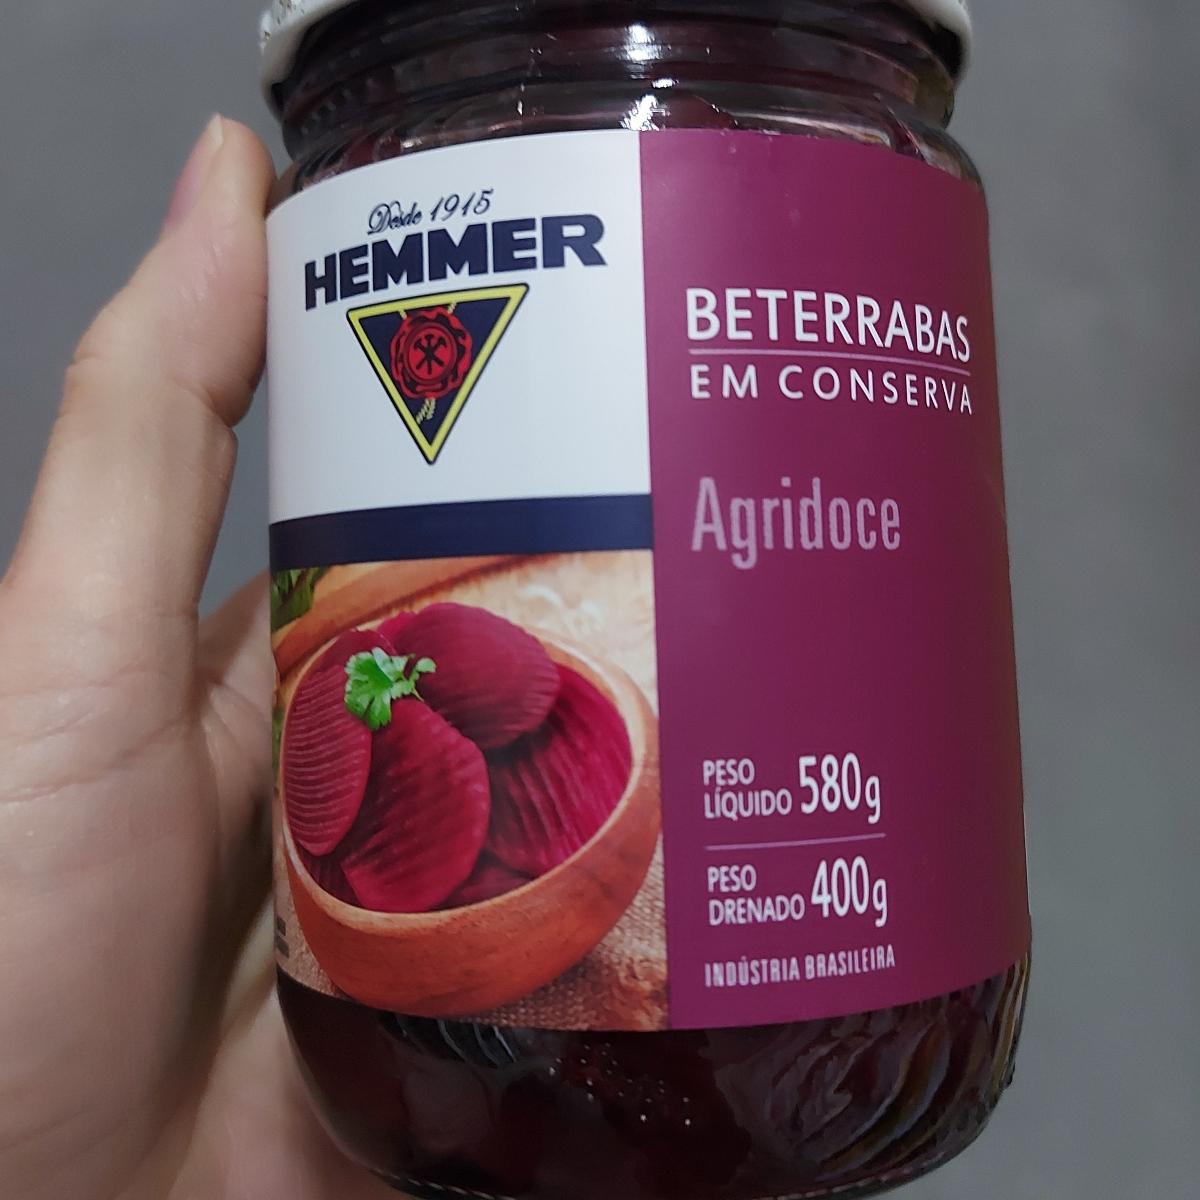 Desde 1915
HEMMER
BETERRABAS
EM CONSERVA
Agridoce
PESO
LÍQUIDO 580g
PESO
DRENADO 400g
INDÚSTRIA BRASILEIRA